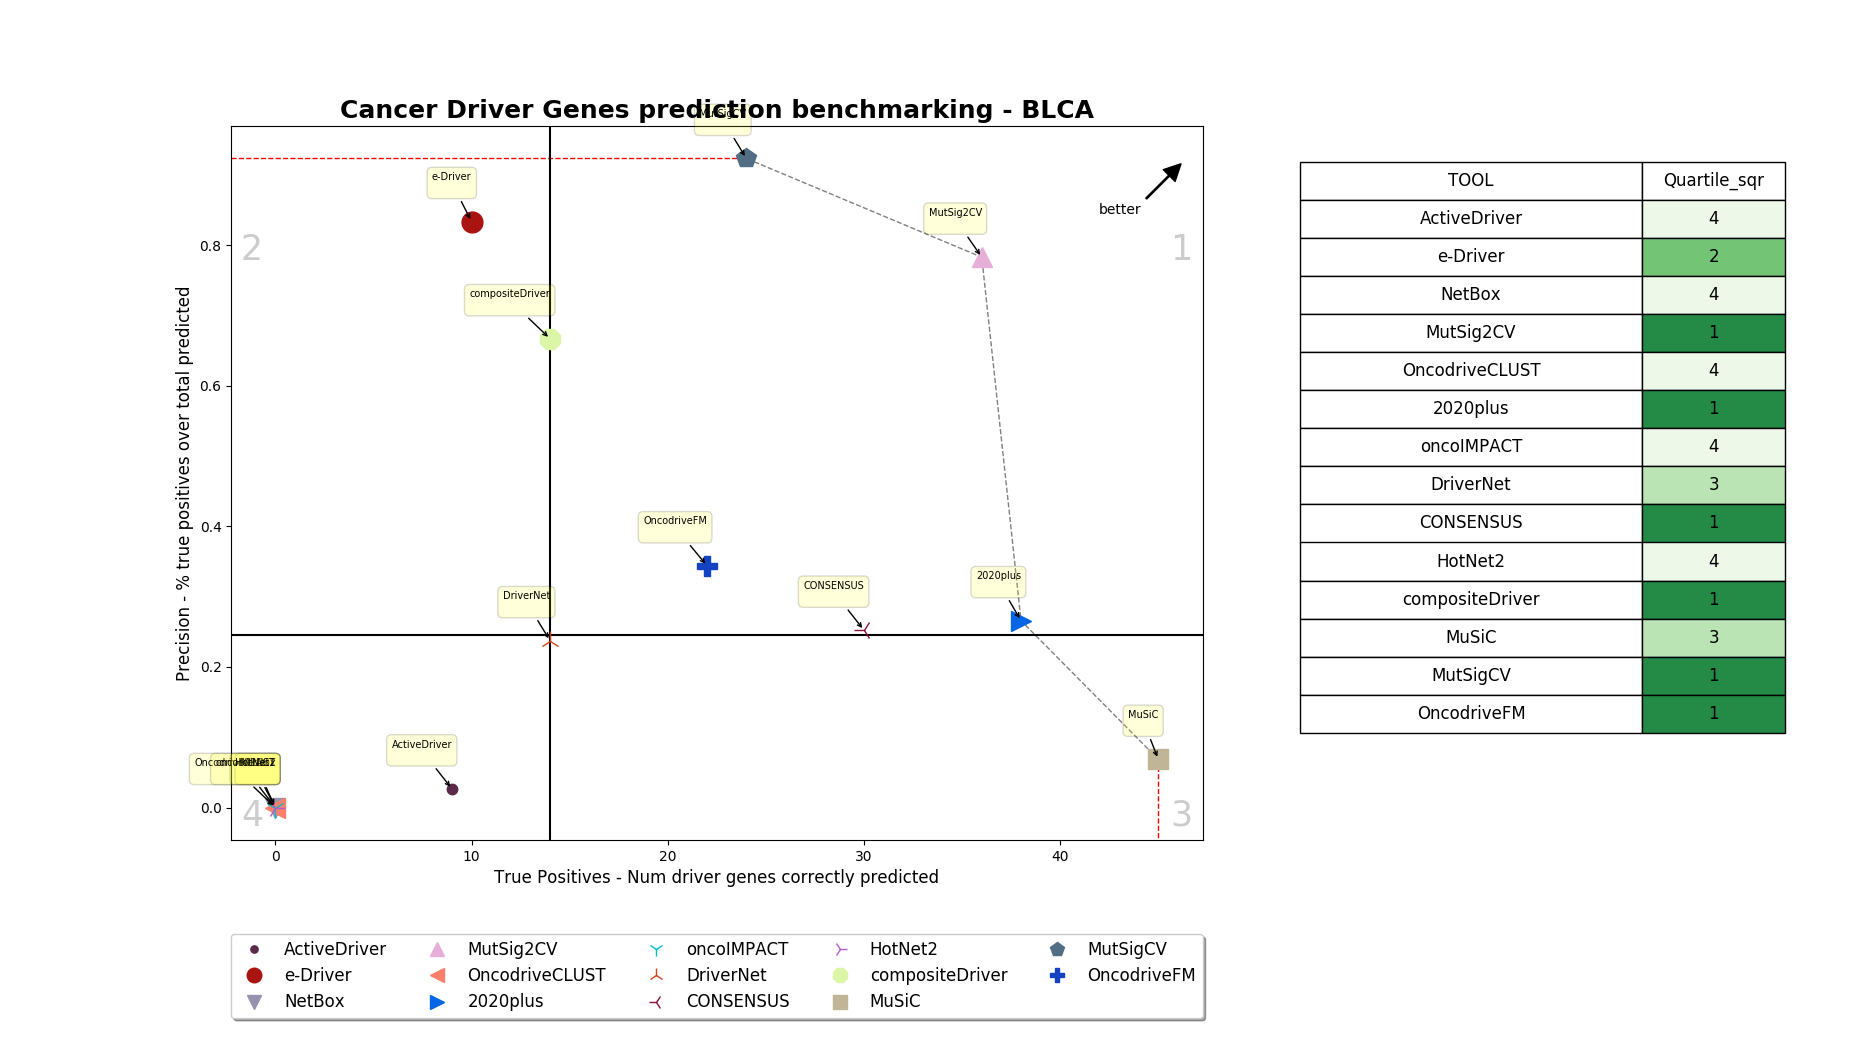 Cancer Driver Genes prediction benchmarking - BLCA
MutSigCV
e-Driver
better
MutSig2CV
2
1
compositeDriver
OncodriveFM
CONSENSUS
2020plus
DriverNet
MuSiC
ActiveDriver
4
3
0.8
0.6
0.4
0.2
0.0
Precision - % true positives over total predicted
0 10 20 30 40
True Positives - Num driver genes correctly predicted
ActiveDriver MutSig2CV oncoIMPACT HotNet2 MutSigCV
e-Driver OncodriveCLUST DriverNet compositeDriver OncodriveFM
NetBox 2020plus CONSENSUS MuSiC
TOOL Quartile_sqr
ActiveDriver 4
e-Driver 2
NetBox 4
MutSig2CV 1
OncodriveCLUST 4
2020plus 1
oncoIMPACT 4
DriverNet 3
CONSENSUS 1
HotNet2 4
compositeDriver 1
MuSiC 3
MutSigCV 1
OncodriveFM 1